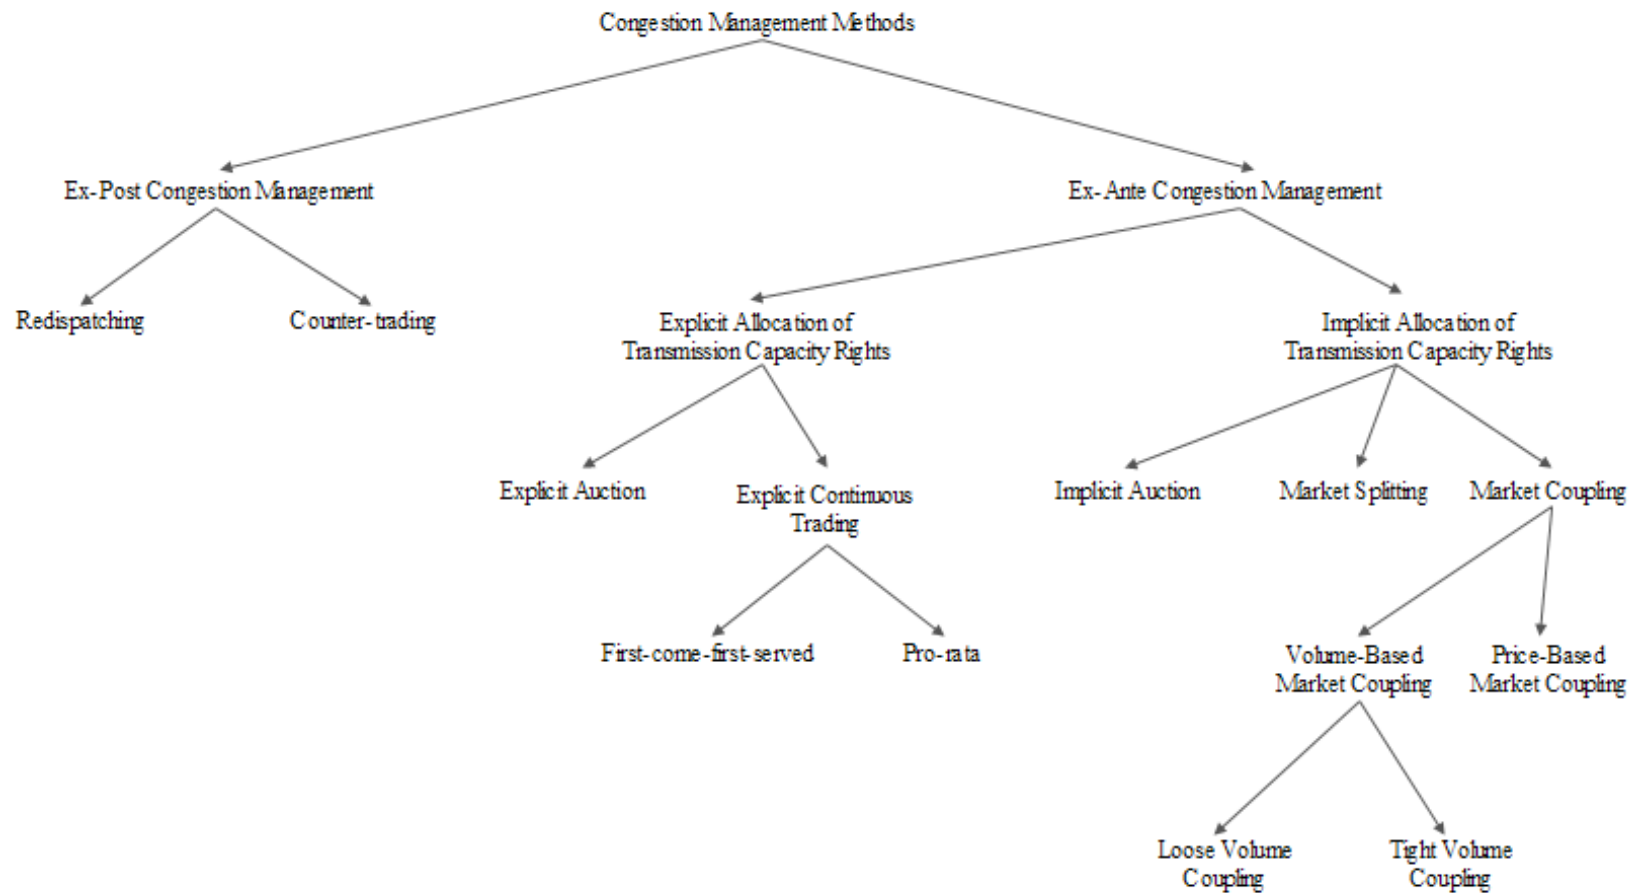 Congestion Management Methods
Ex-Post Congestion Management
Ex-Ante Congestion Management
Redispatching
Counter-trading
Explicit Allocation of
Transmission Capacity Rights
Implicit Allocation of
Transmission Capacity Rights
Explicit Auction
Explicit Continuous
Trading
Implicit Auction
Market Splitting
Market Coupling
First-come-first-served
Pro-rata
Volume-Based
Market Coupling
Price-Based
Market Coupling
Loose Volume
Coupling
Tight Volume
Coupling